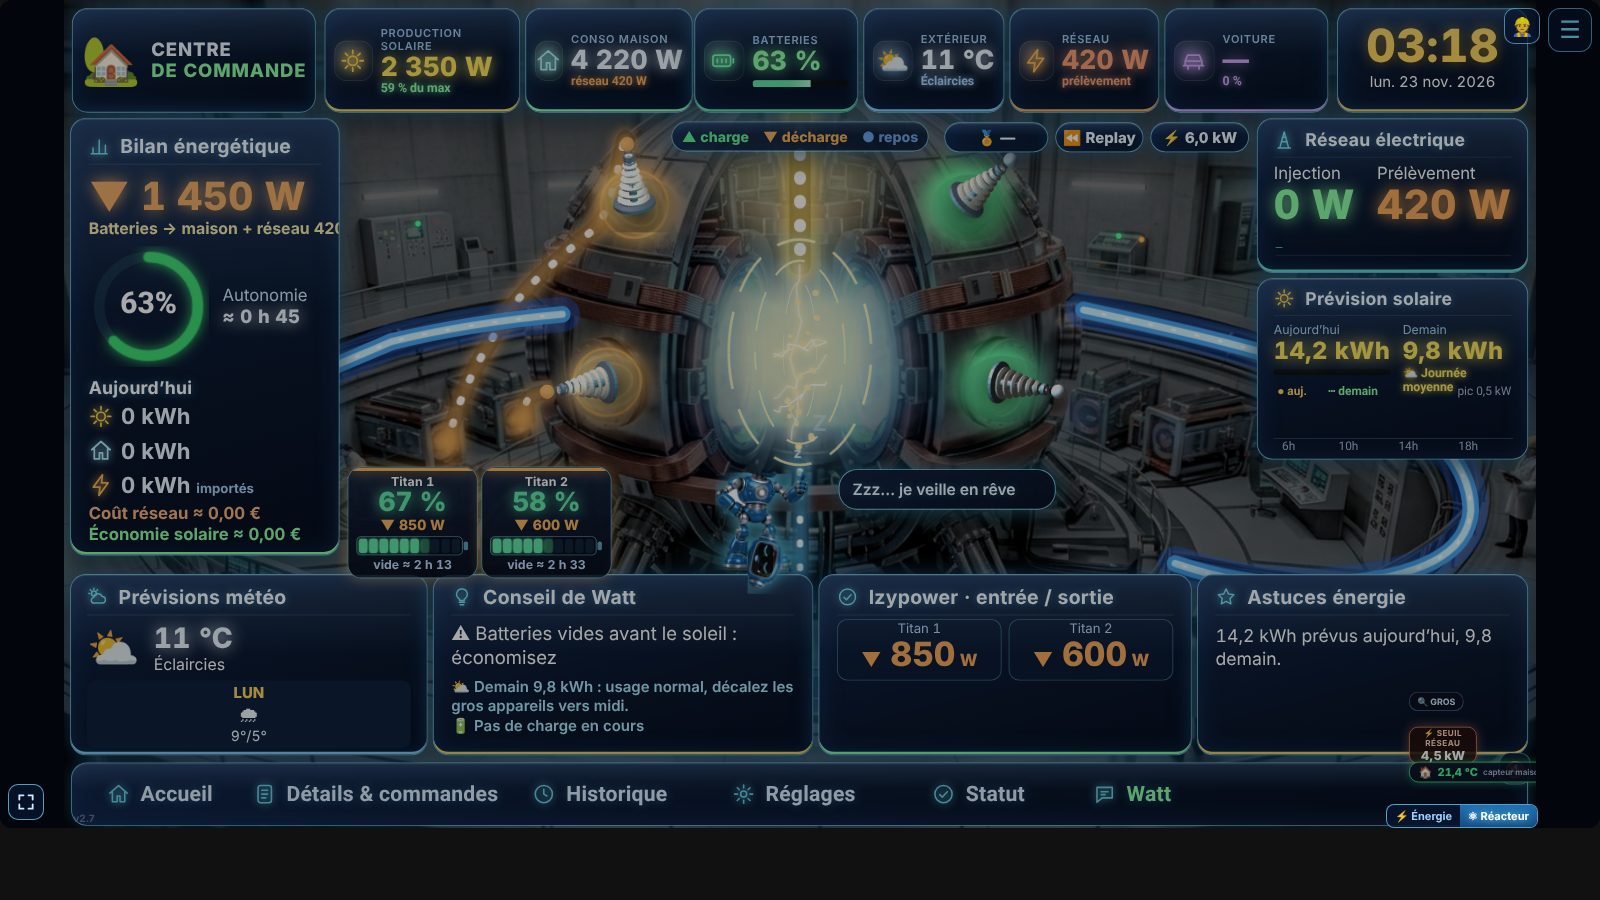 CENTRE
DE COMMANDE
PRODUCTION
SOLAIRE
2 350 W
59 % du max
CONSO MAISON
4 220 W
réseau 420 W
BATTERIES
63 %
EXTÉRIEUR
11 °C
Éclaircies
RÉSEAU
420 W
prélèvement
VOITURE
—
0 %
03:18
lun. 23 nov. 2026
▲ charge ▼ décharge ● repos
🏅 —
⏪ Replay
⚡ 6,0 kW
Bilan énergétique
▼ 1 450 W
Batteries → maison + réseau 420
63%
Autonomie
≈ 0 h 45
Aujourd'hui
0 kWh
0 kWh
0 kWh importés
Coût réseau ≈ 0,00 €
Économie solaire ≈ 0,00 €
Réseau électrique
Injection Prélèvement
0 W 420 W
–
Prévision solaire
Aujourd'hui Demain
14,2 kWh 9,8 kWh
⛅ Journée
moyenne pic 0,5 kW
● auj. -- demain
6h 10h 14h 18h
Titan 1
67 %
▼ 850 W
vide ≈ 2 h 13
Titan 2
58 %
▼ 600 W
vide ≈ 2 h 33
Z
z
Zzz… je veille en rêve
Prévisions météo
11 °C
Éclaircies
LUN
9°/5°
Conseil de Watt
⚠ Batteries vides avant le soleil :
économisez
⛅ Demain 9,8 kWh : usage normal, décalez les
gros appareils vers midi.
🔋 Pas de charge en cours
Izypower · entrée / sortie
Titan 1
▼ 850 W
Titan 2
▼ 600 W
Astuces énergie
14,2 kWh prévus aujourd'hui, 9,8
demain.
🔍 GROS
⚡ SEUIL
RÉSEAU
4,5 kW
🏠 21,4 °C capteur mais
Accueil
Détails & commandes
Historique
Réglages
Statut
Watt
v2.7
⚡ Énergie
⚛ Réacteur